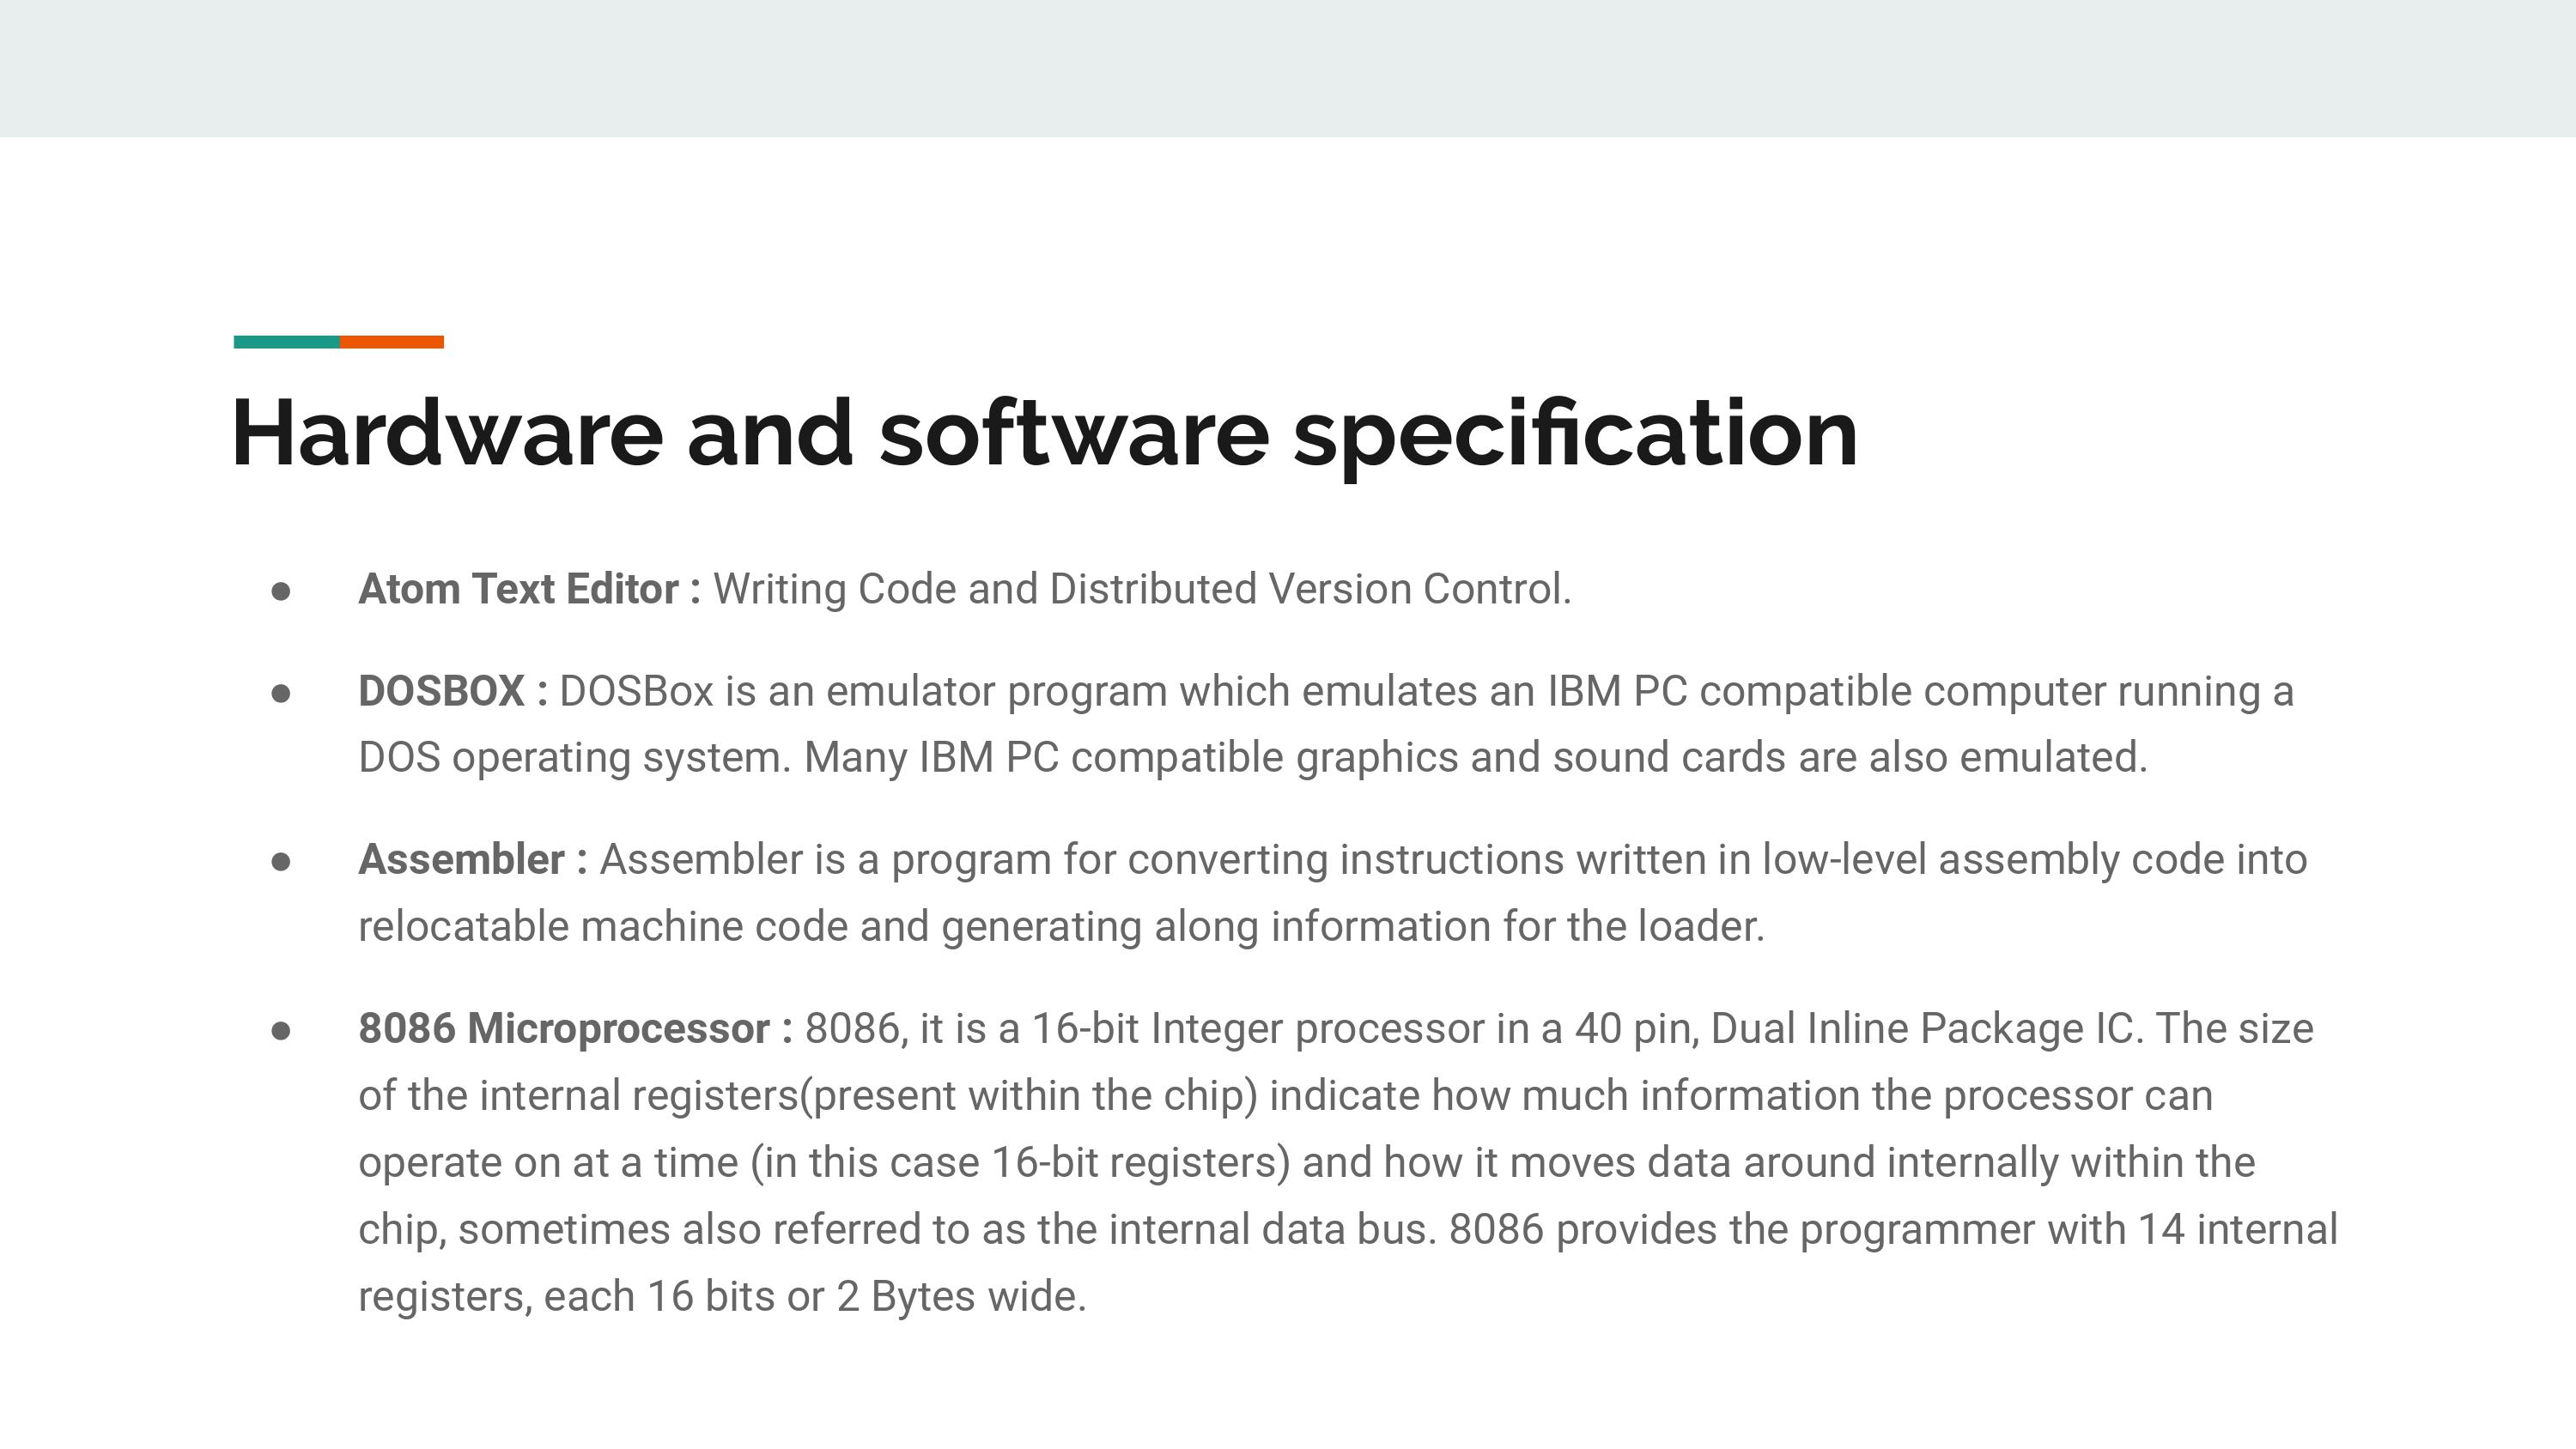 Hardware and software specification
● Atom Text Editor : Writing Code and Distributed Version Control.
● DOSBOX : DOSBox is an emulator program which emulates an IBM PC compatible computer running a
DOS operating system. Many IBM PC compatible graphics and sound cards are also emulated.
● Assembler : Assembler is a program for converting instructions written in low-level assembly code into
relocatable machine code and generating along information for the loader.
● 8086 Microprocessor : 8086, it is a 16-bit Integer processor in a 40 pin, Dual Inline Package IC. The size
of the internal registers(present within the chip) indicate how much information the processor can
operate on at a time (in this case 16-bit registers) and how it moves data around internally within the
chip, sometimes also referred to as the internal data bus. 8086 provides the programmer with 14 internal
registers, each 16 bits or 2 Bytes wide.